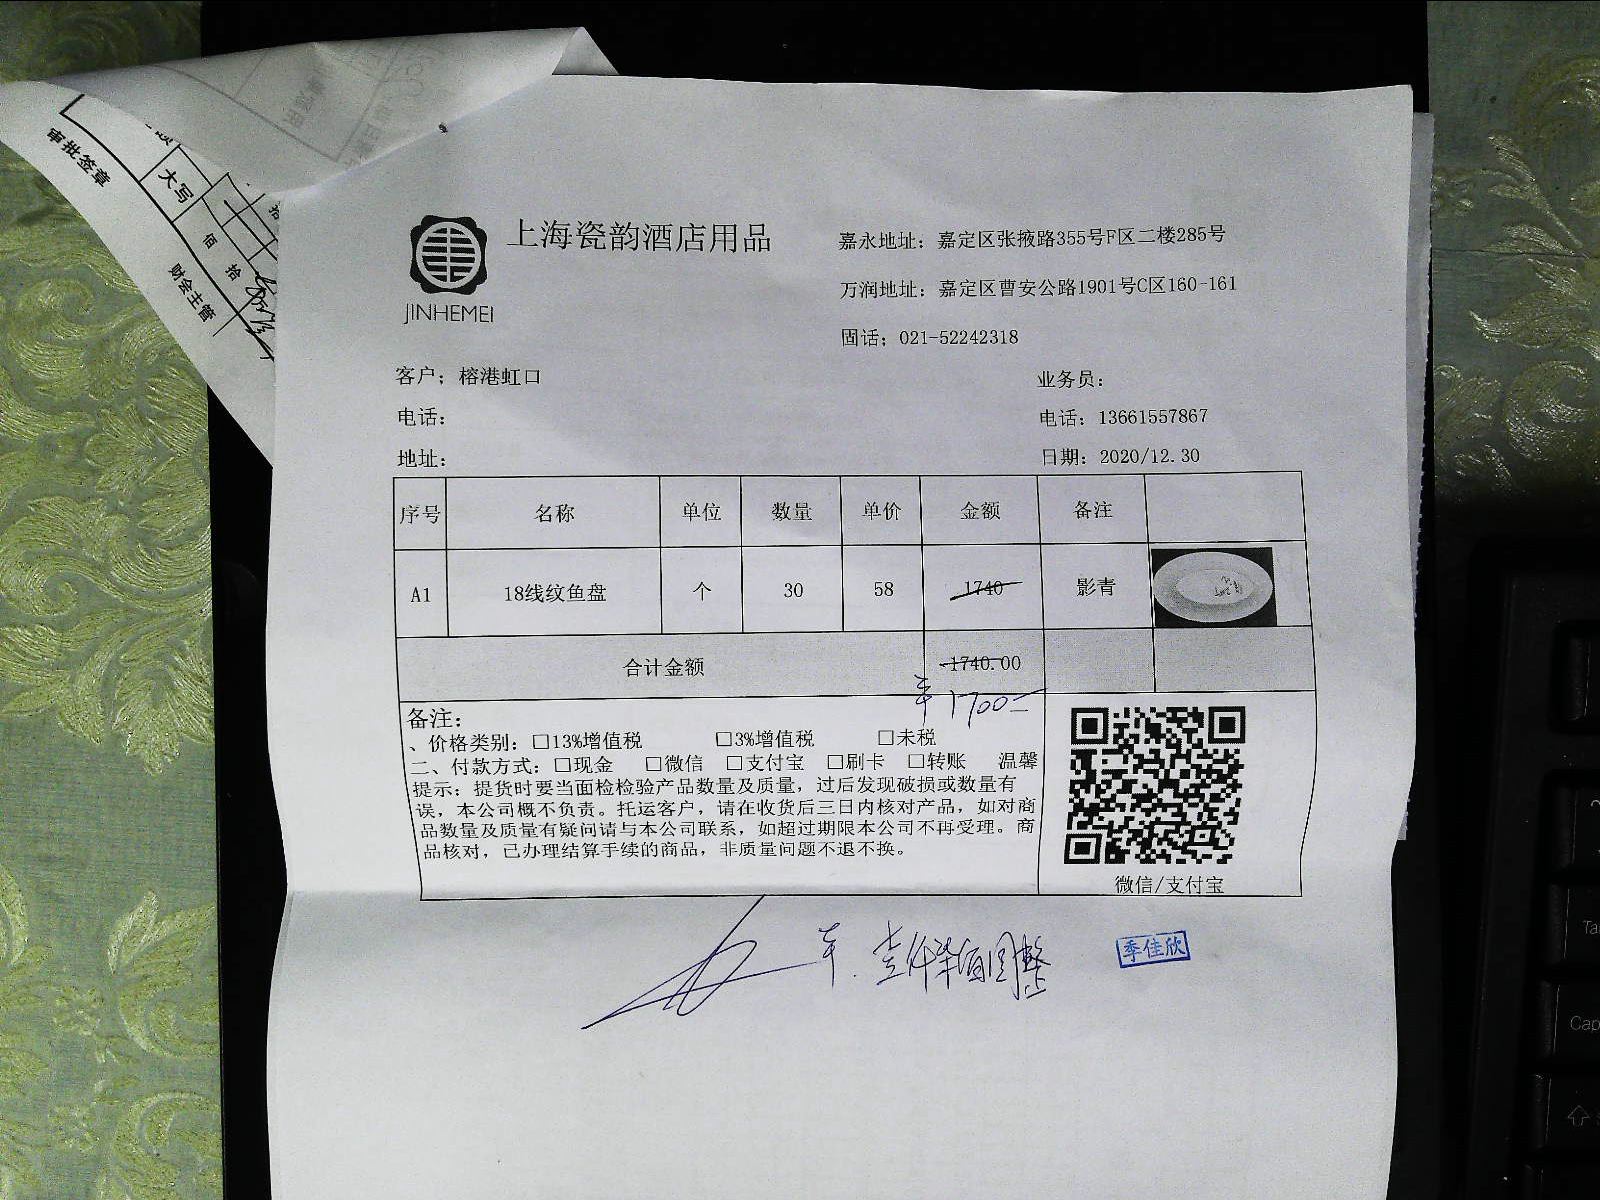 审批签章
大写
佰
拾
财会主管
上海瓷韵酒店用品
JINHEMEI
嘉永地址：嘉定区张掖路355号F区二楼285号
万润地址：嘉定区曹安公路1901号C区160-161
固话：021-52242318
客户：榕港虹口
业务员：
电话：
电话：13661557867
地址：
日期：2020/12.30
序号 名称 单位 数量 单价 金额 备注
A1 18线纹鱼盘 个 30 58 1740 影青
合计金额 1740.00
¥1700=
备注：
、价格类别：□13%增值税 □3%增值税 □未税
二、付款方式：□现金 □微信 □支付宝 □刷卡 □转账 温馨
提示：提货时要当面检检验产品数量及质量，过后发现破损或数量有
误，本公司概不负责。托运客户，请在收货后三日内核对产品，如对商
品数量及质量有疑问请与本公司联系，如超过期限本公司不再受理。商
品核对，已办理结算手续的商品，非质量问题不退不换。
微信/支付宝
壹仟柒佰圆整
季佳欣
Cap